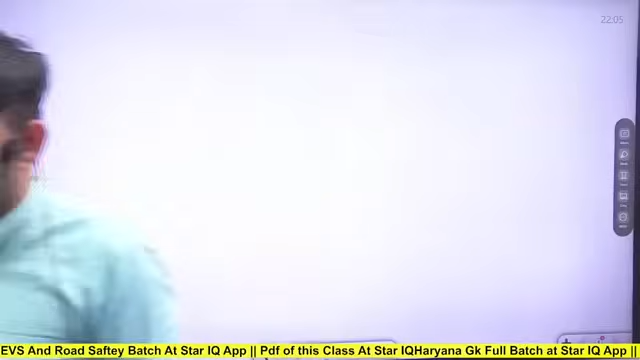 22:05
EVS And Road Saftey Batch At Star IQ App || Pdf of this Class At Star IQHaryana Gk Full Batch at Star IQ App ||